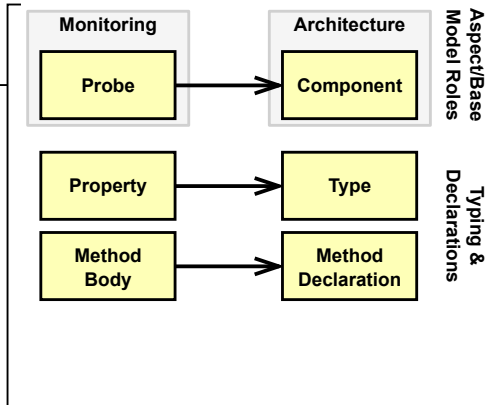 Monitoring
Architecture
Probe
Component
Aspect/Base
Model Roles
Property
Type
Method
Body
Method
Declaration
Typing &
Declarations